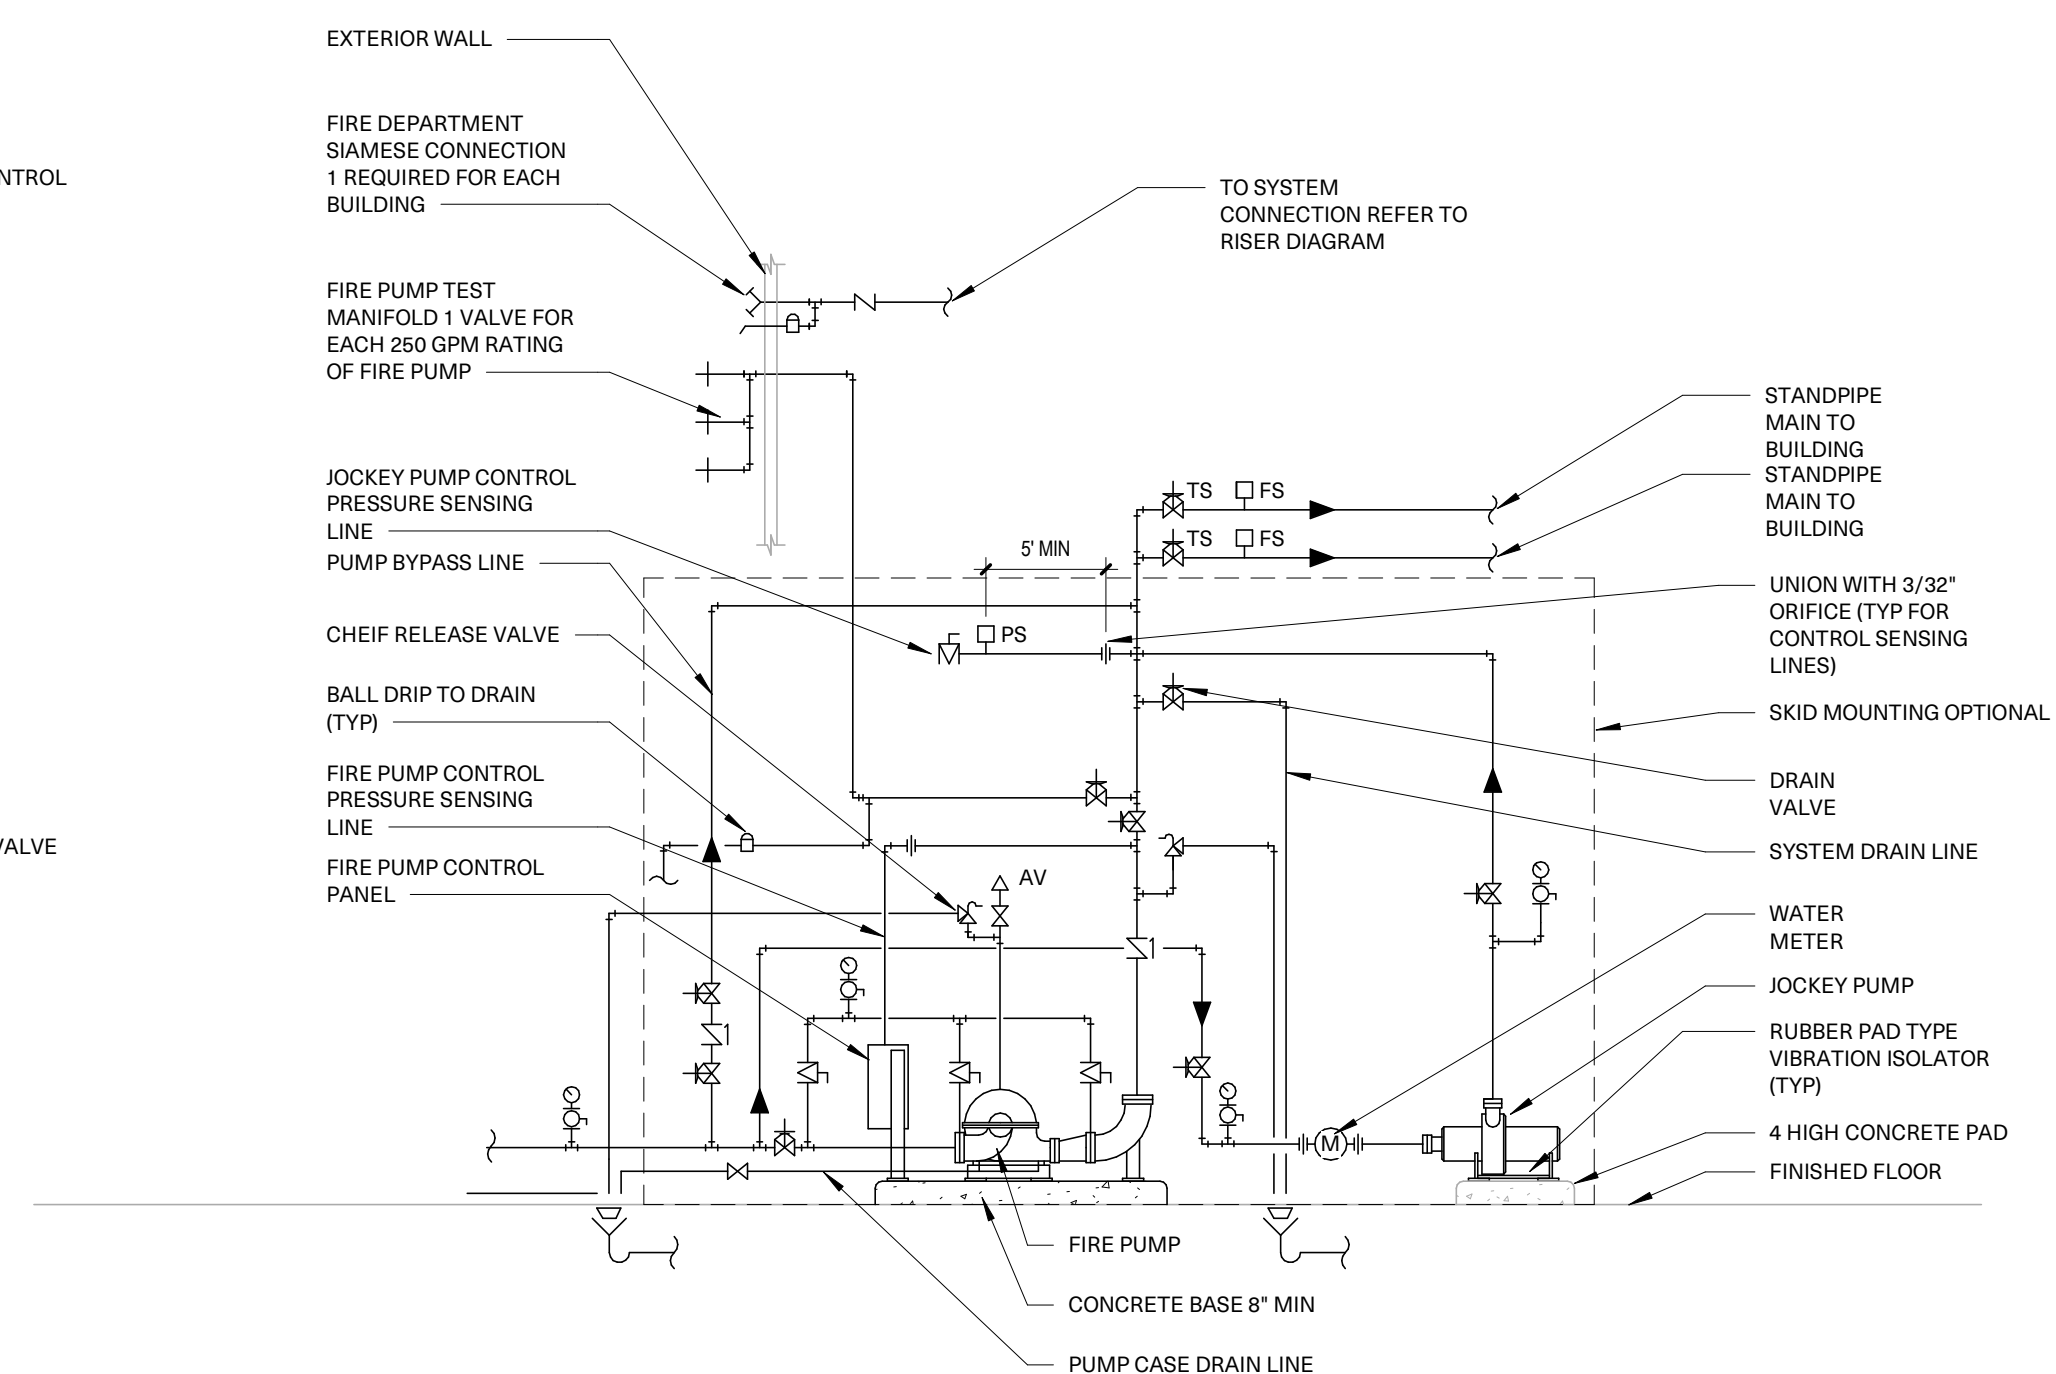 EXTERIOR WALL
FIRE DEPARTMENT
SIAMESE CONNECTION
1 REQUIRED FOR EACH
BUILDING
NTROL
TO SYSTEM
CONNECTION REFER TO
RISER DIAGRAM
FIRE PUMP TEST
MANIFOLD 1 VALVE FOR
EACH 250 GPM RATING
OF FIRE PUMP
STANDPIPE
MAIN TO
BUILDING
STANDPIPE
MAIN TO
BUILDING
JOCKEY PUMP CONTROL
PRESSURE SENSING
LINE
PUMP BYPASS LINE
TS FS
TS FS
5' MIN
UNION WITH 3/32"
ORIFICE (TYP FOR
CONTROL SENSING
LINES)
CHEIF RELEASE VALVE
PS
BALL DRIP TO DRAIN
(TYP)
SKID MOUNTING OPTIONAL
FIRE PUMP CONTROL
PRESSURE SENSING
LINE
DRAIN
VALVE
VALVE
SYSTEM DRAIN LINE
FIRE PUMP CONTROL
PANEL
AV
WATER
METER
1
JOCKEY PUMP
1
RUBBER PAD TYPE
VIBRATION ISOLATOR
(TYP)
M
4 HIGH CONCRETE PAD
FINISHED FLOOR
FIRE PUMP
CONCRETE BASE 8" MIN
PUMP CASE DRAIN LINE